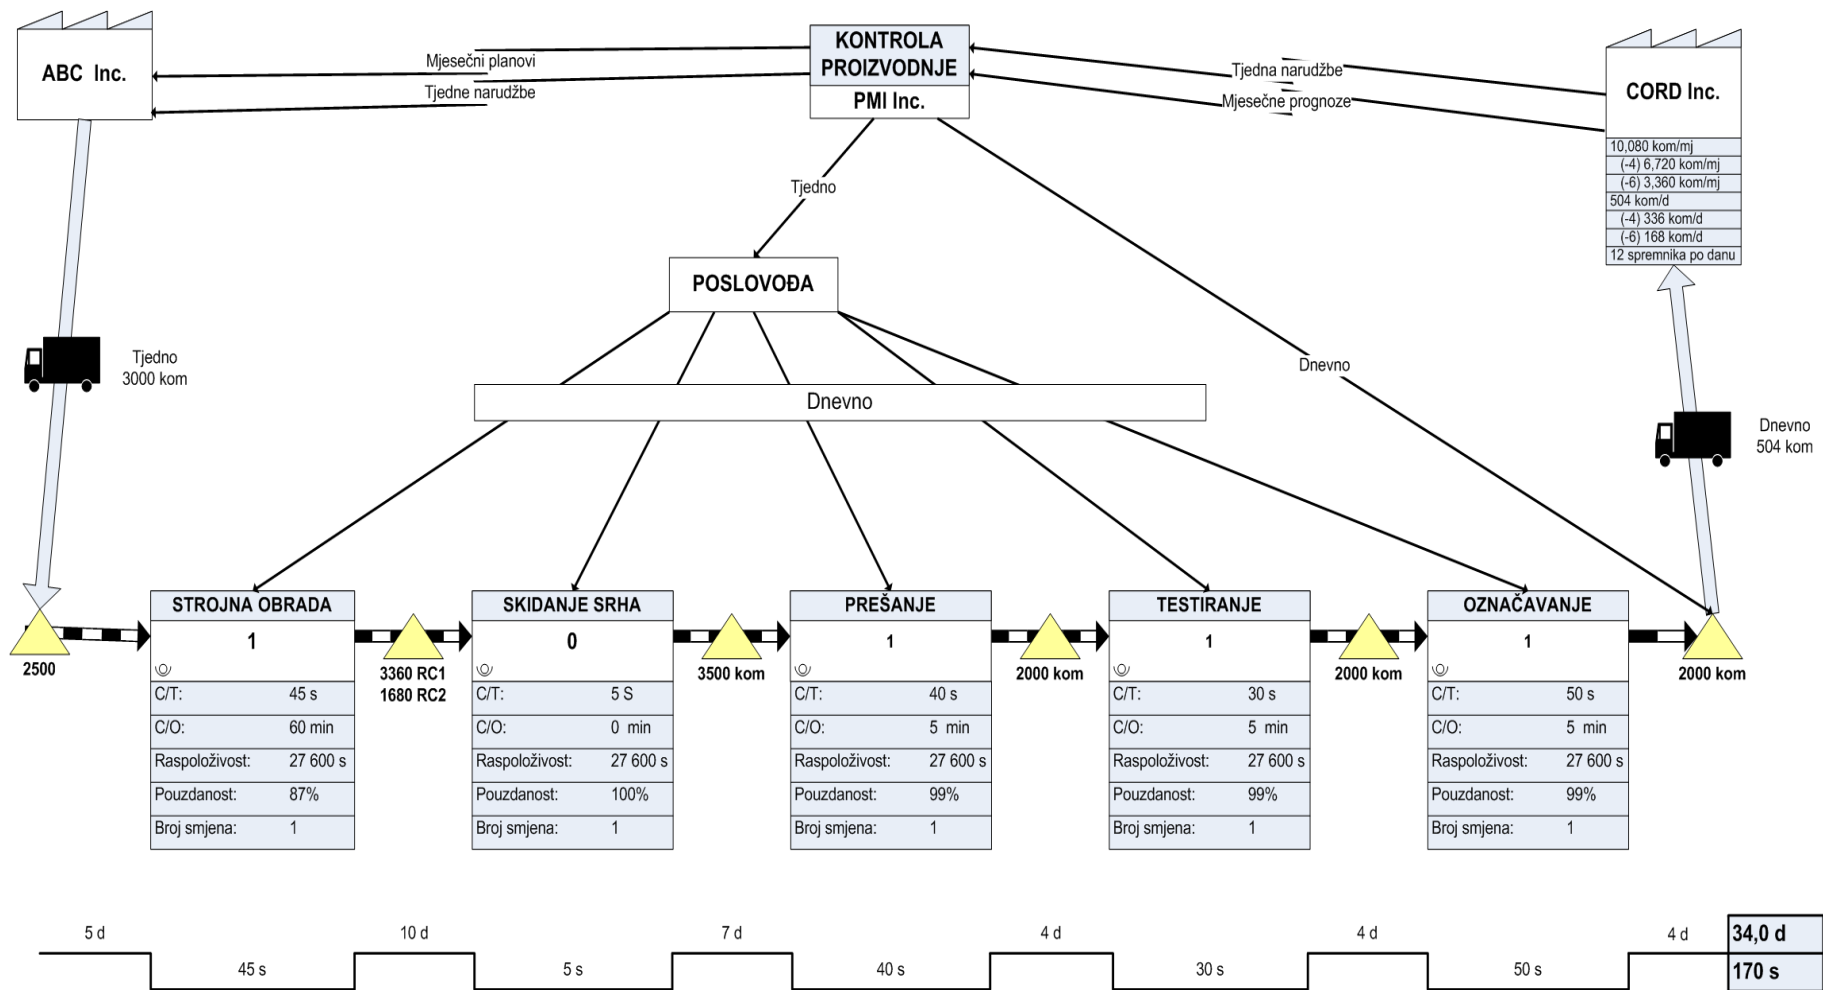 ABC  Inc.
Mjesečni planovi
Tjedne narudžbe
KONTROLA
PROIZVODNJE
PMI Inc.
Tjedna narudžbe
Mjesečne prognoze
CORD Inc.
10,080 kom/mj
(-4) 6,720 kom/mj
(-6) 3,360 kom/mj
504 kom/d
(-4) 336 kom/d
(-6) 168 kom/d
12 spremnika po danu
Tjedno
POSLOVOĐA
Tjedno
3000 kom
Dnevno
Dnevno
Dnevno
504 kom
2500
STROJNA OBRADA
1
C/T: 45 s
C/O: 60 min
Raspoloživost: 27 600 s
Pouzdanost: 87%
Broj smjena: 1
3360 RC1
1680 RC2
SKIDANJE SRHA
0
C/T: 5 S
C/O: 0  min
Raspoloživost: 27 600 s
Pouzdanost: 100%
Broj smjena: 1
3500 kom
PREŠANJE
1
C/T: 40 s
C/O: 5  min
Raspoloživost: 27 600 s
Pouzdanost: 99%
Broj smjena: 1
2000 kom
TESTIRANJE
1
C/T: 30 s
C/O: 5  min
Raspoloživost: 27 600 s
Pouzdanost: 99%
Broj smjena: 1
2000 kom
OZNAČAVANJE
1
C/T: 50 s
C/O: 5  min
Raspoloživost: 27 600 s
Pouzdanost: 99%
Broj smjena: 1
2000 kom
5 d 10 d 7 d 4 d 4 d 4 d 34,0 d
45 s 5 s 40 s 30 s 50 s 170 s